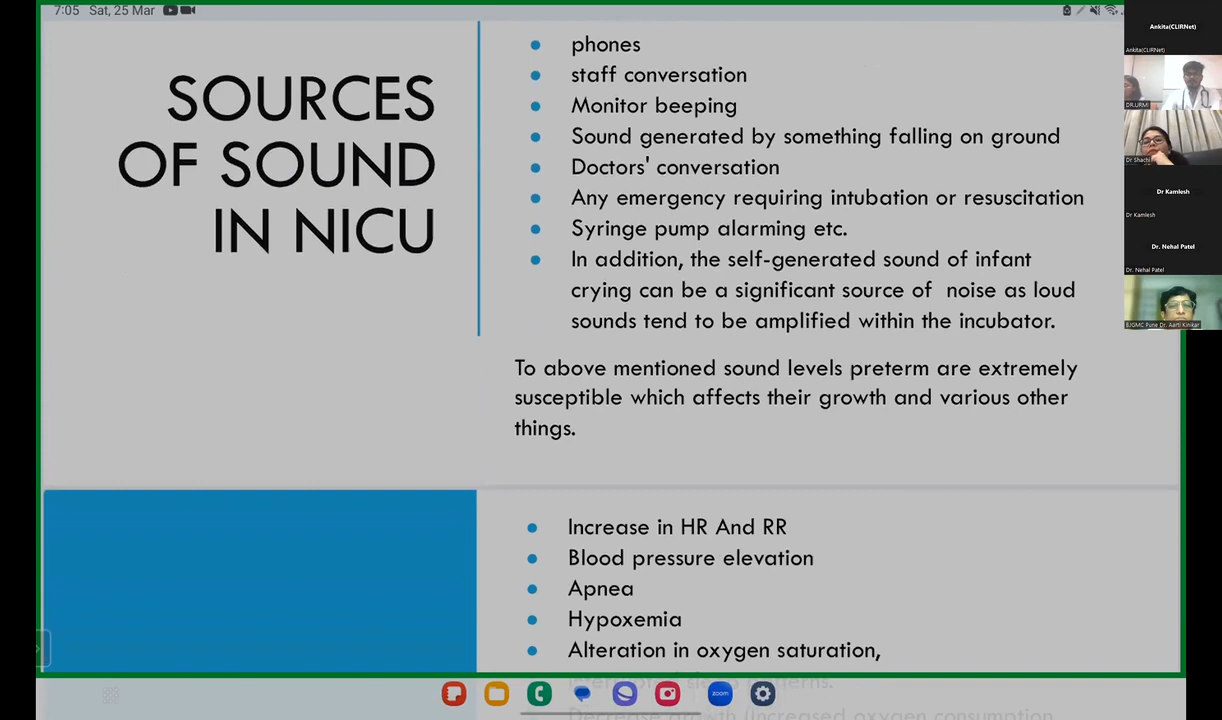 7:05 Sat, 25 Mar
SOURCES
OF SOUND
IN NICU
phones
staff conversation
Monitor beeping
Sound generated by something falling on ground
Doctors' conversation
Any emergency requiring intubation or resuscitation
Syringe pump alarming etc.
In addition, the self-generated sound of infant
crying can be a significant source of noise as loud
sounds tend to be amplified within the incubator.
To above mentioned sound levels preterm are extremely
susceptible which affects their growth and various other
things.
Increase in HR And RR
Blood pressure elevation
Apnea
Hypoxemia
Alteration in oxygen saturation,
patterns.
Decrease growth (Increased oxygen consumption
zoom
Ankita(CLIRNet)
Ankita(CLIRNet)
DR.URMI
Dr Shachi
Dr Kamlesh
Dr Kamlesh
Dr. Nehal Patel
Dr. Nehal Patel
BJGMC Pune Dr. Aarti Kinikar